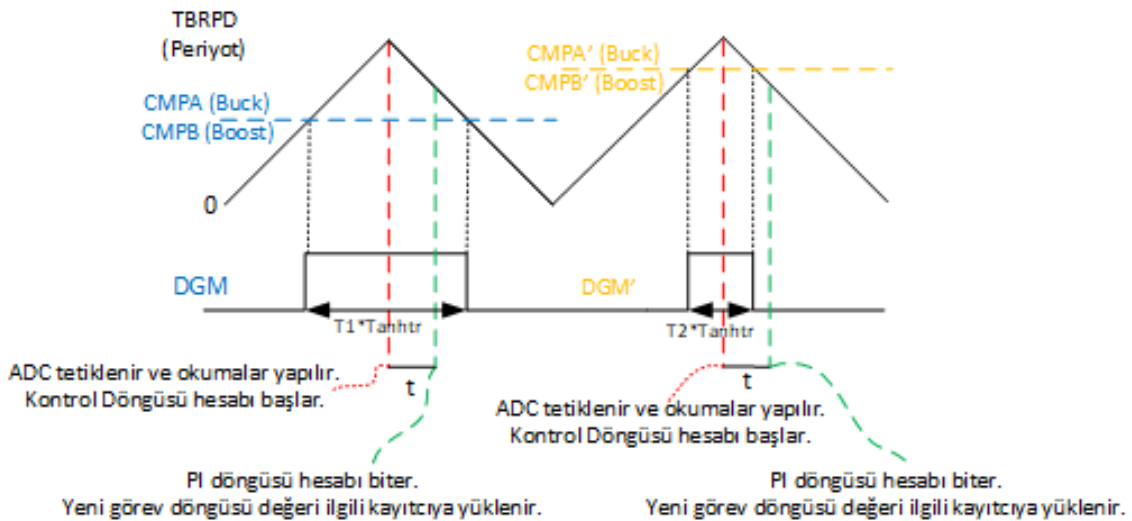 TBRPD
(Periyot)
CMPA (Buck)
CMPB (Boost)
0
CMPA' (Buck)
CMPB' (Boost)
DGM
DGM'
T1*Tanhtr
T2*Tanhtr
t
t
ADC tetiklenir ve okumalar yapılır.
Kontrol Döngüsü hesabı başlar.
ADC tetiklenir ve okumalar yapılır.
Kontrol Döngüsü hesabı başlar.
PI döngüsü hesabı biter.
Yeni görev döngüsü değeri ilgili kayıtcıya yüklenir.
PI döngüsü hesabı biter.
Yeni görev döngüsü değeri ilgili kayıtcıya yüklenir.